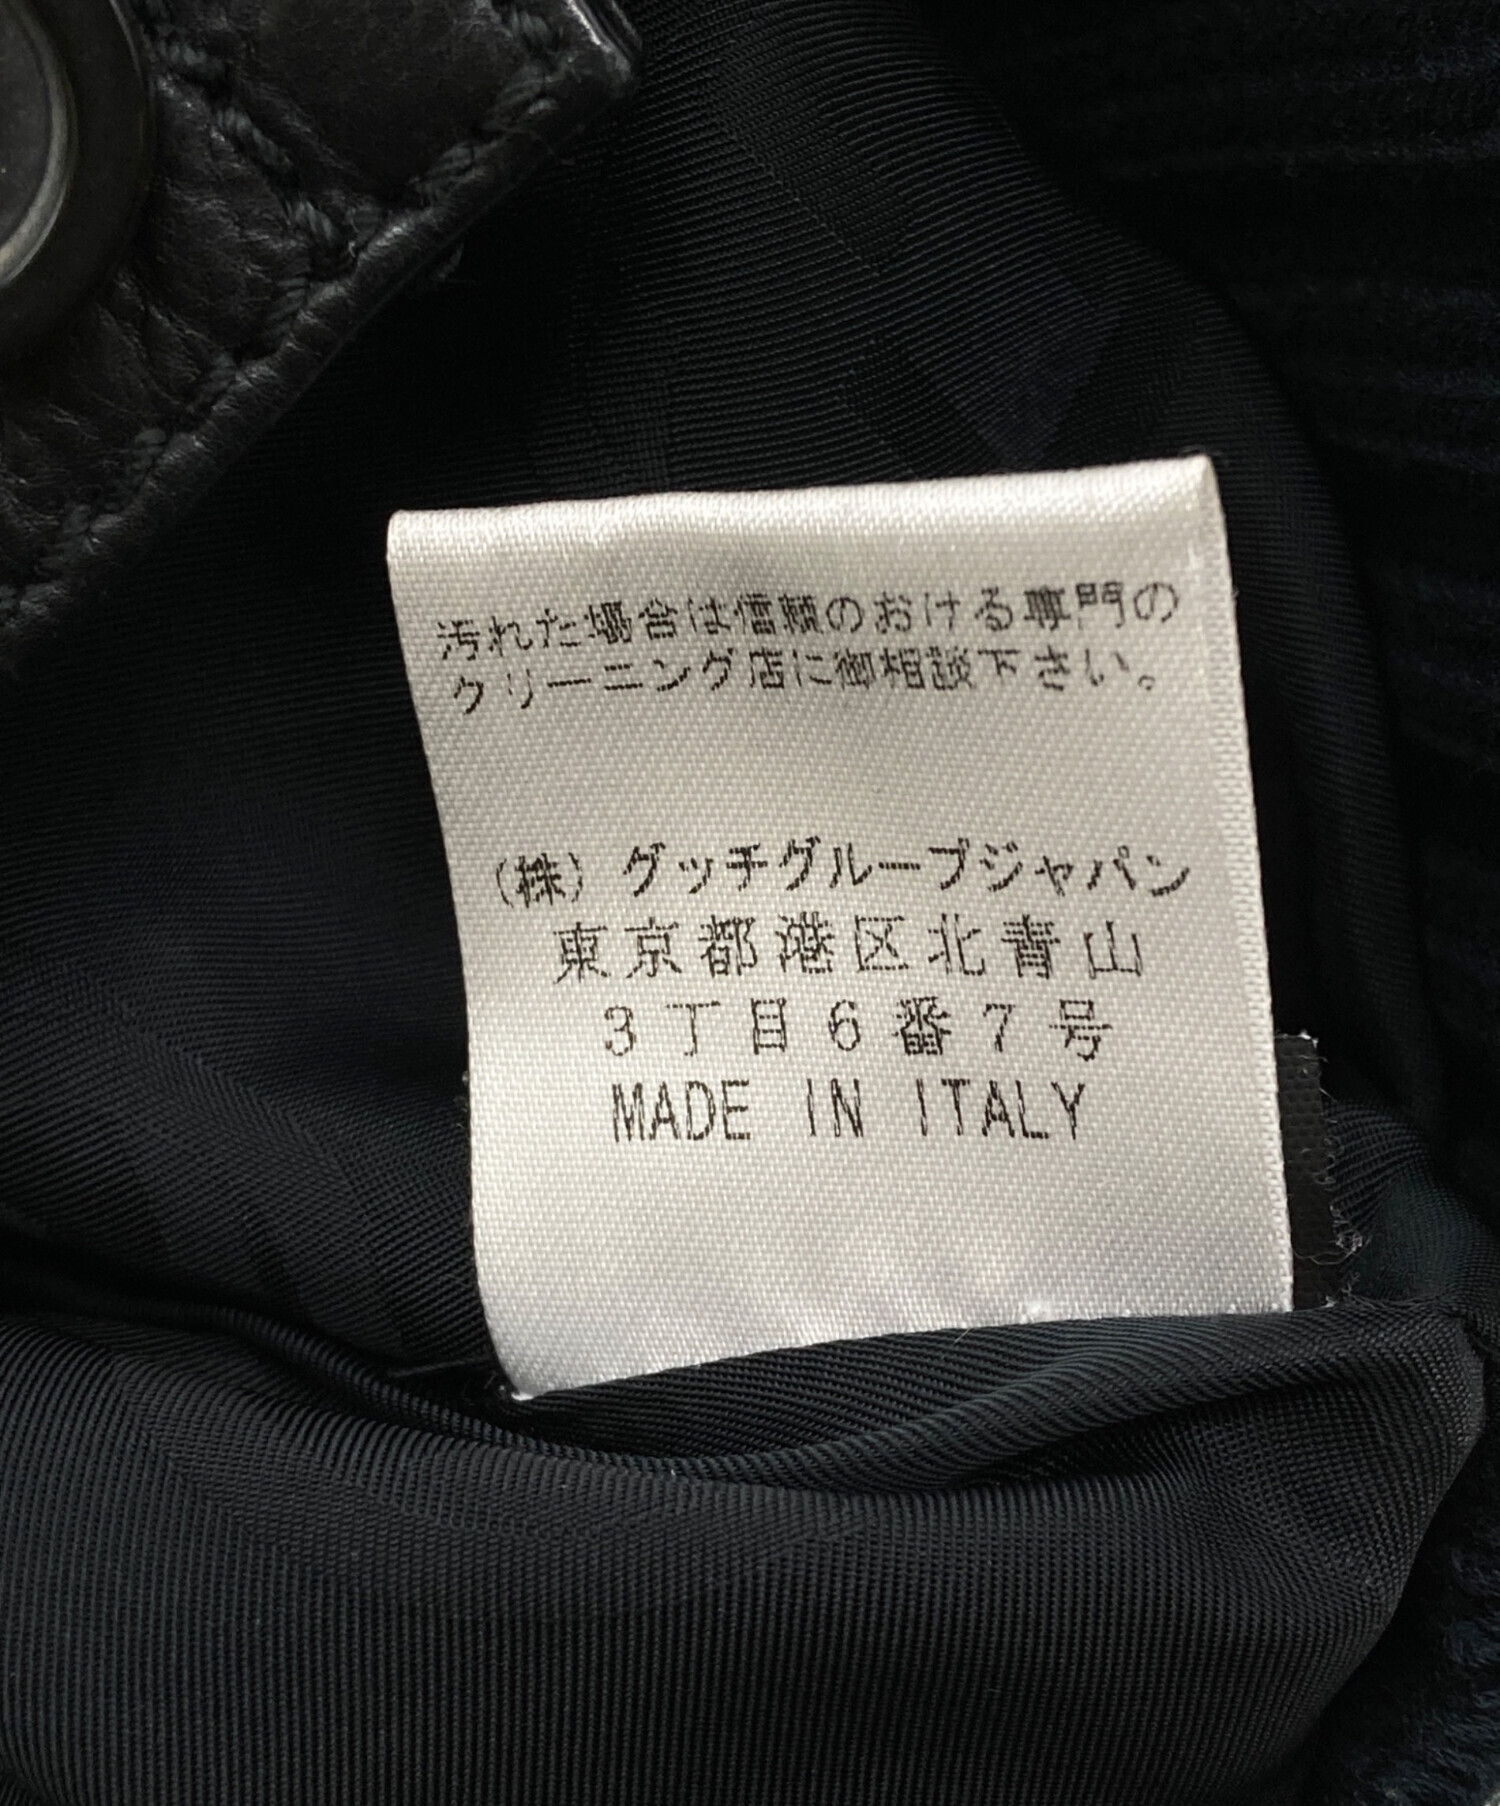 汚れた場合は信頼のおける専門の
クリーニング店に御相談下さい。
(株) グッチグループジャパン
東京都港区北青山
3丁目6番7号
MADE IN ITALY